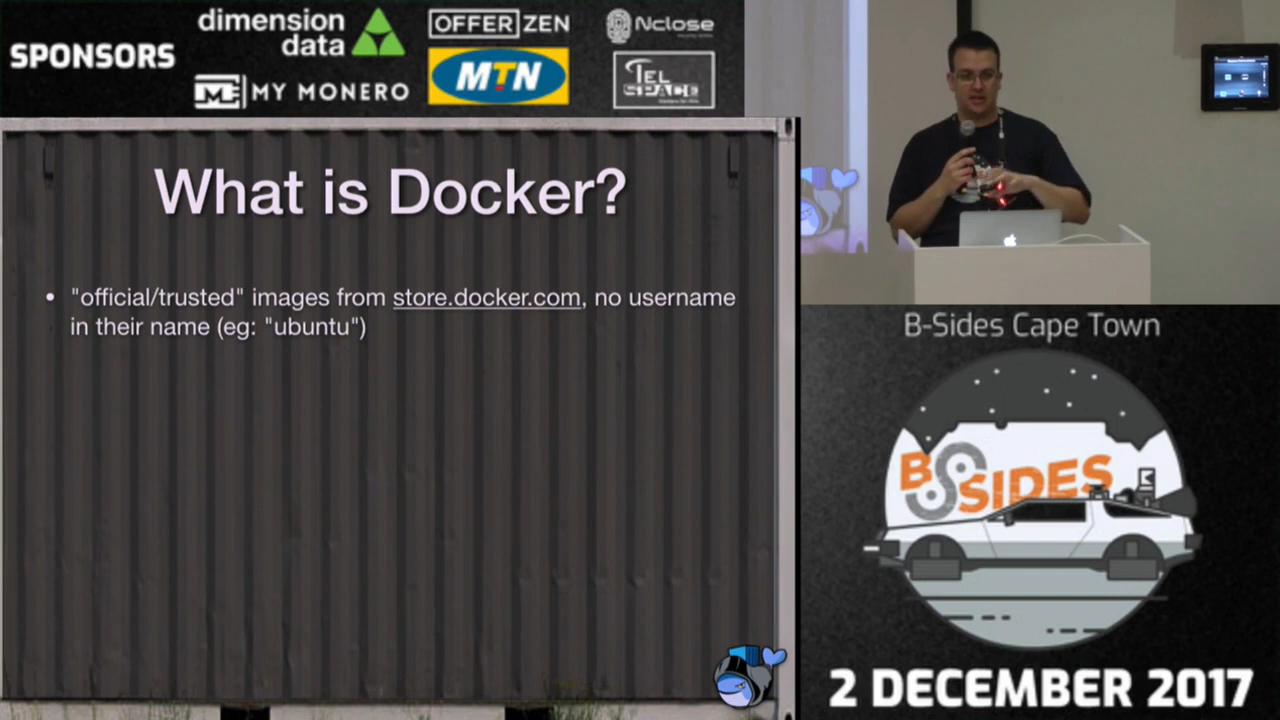 SPONSORS
dimension
data
OFFERZEN
Nclose
MY MONERO
MTN
TEL
SPACE
What is Docker?
• "official/trusted" images from store.docker.com, no username
in their name (eg: "ubuntu")
B-Sides Cape Town
BSIDES
2 DECEMBER 2017